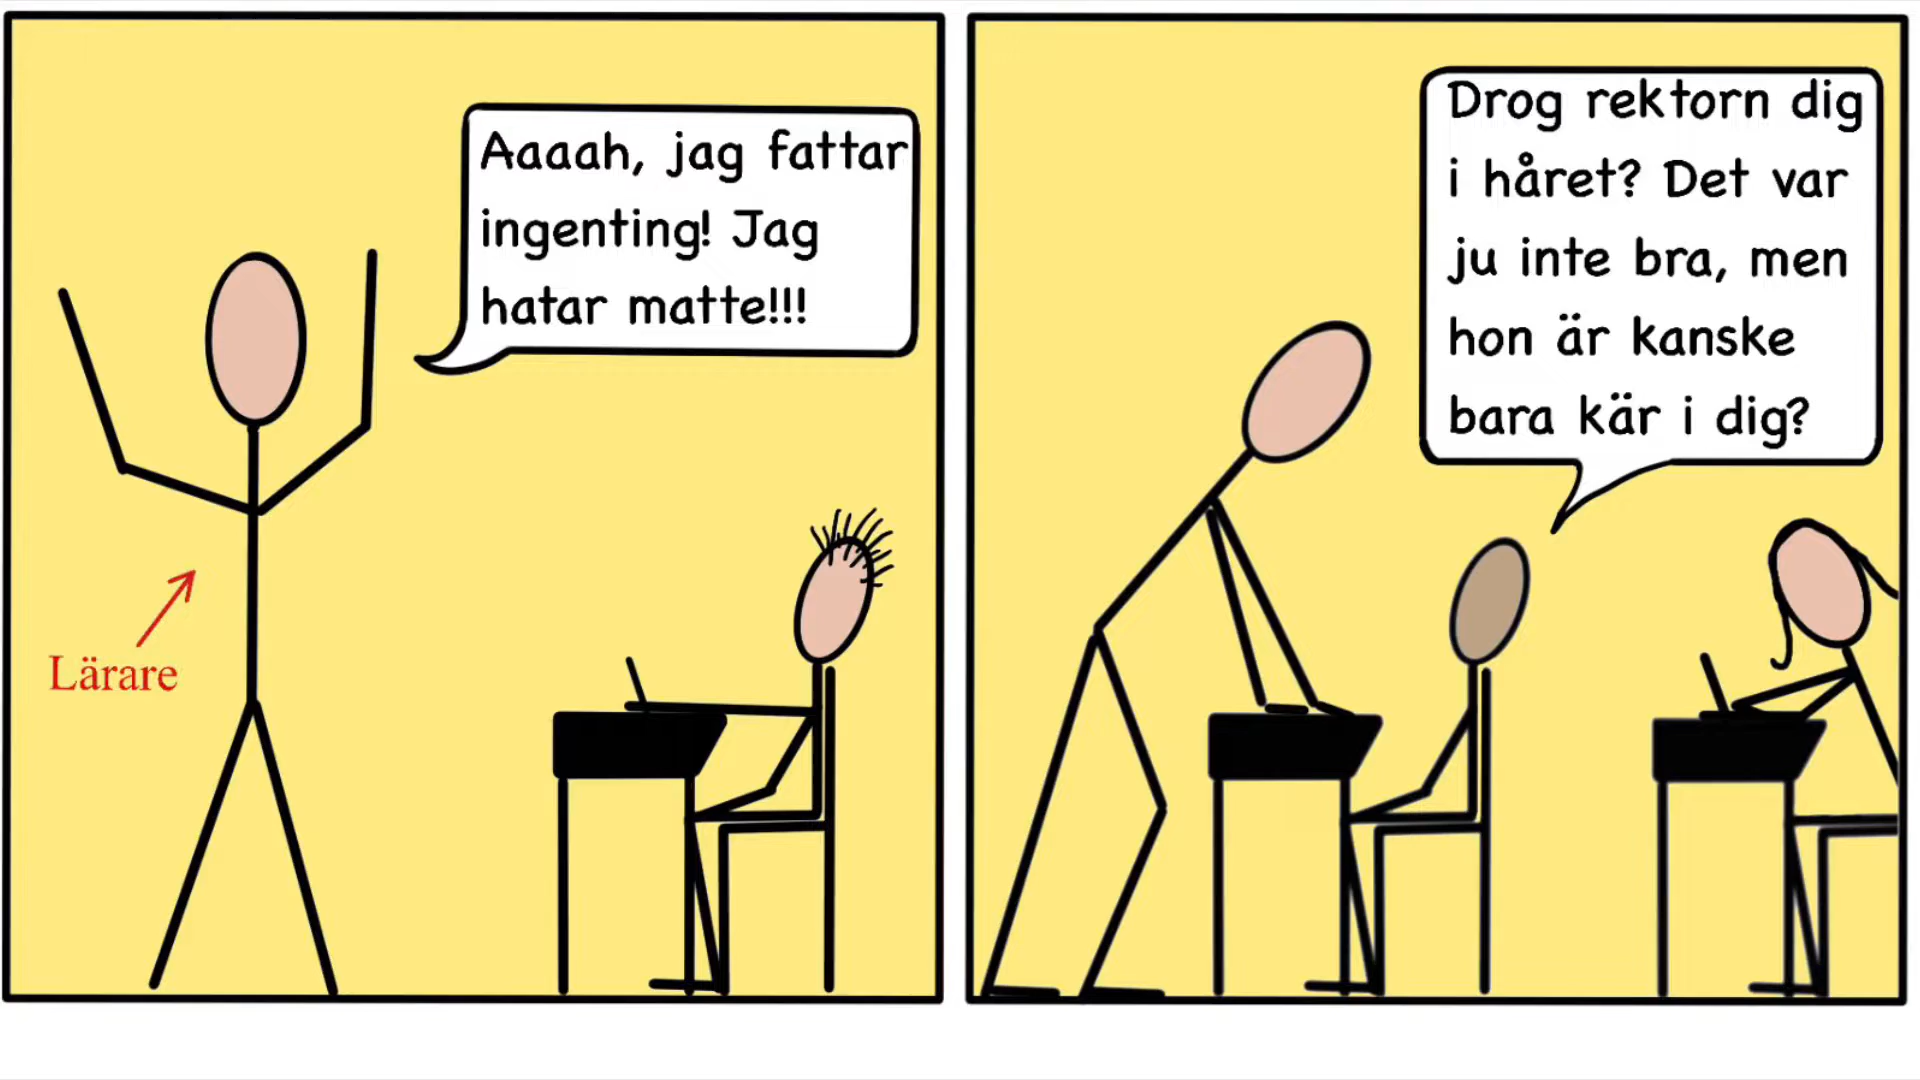 Aaaah, jag fattar
ingenting! Jag
hatar matte!!!
Lärare
Drog rektorn dig
i håret? Det var
ju inte bra, men
hon är kanske
bara kär i dig?